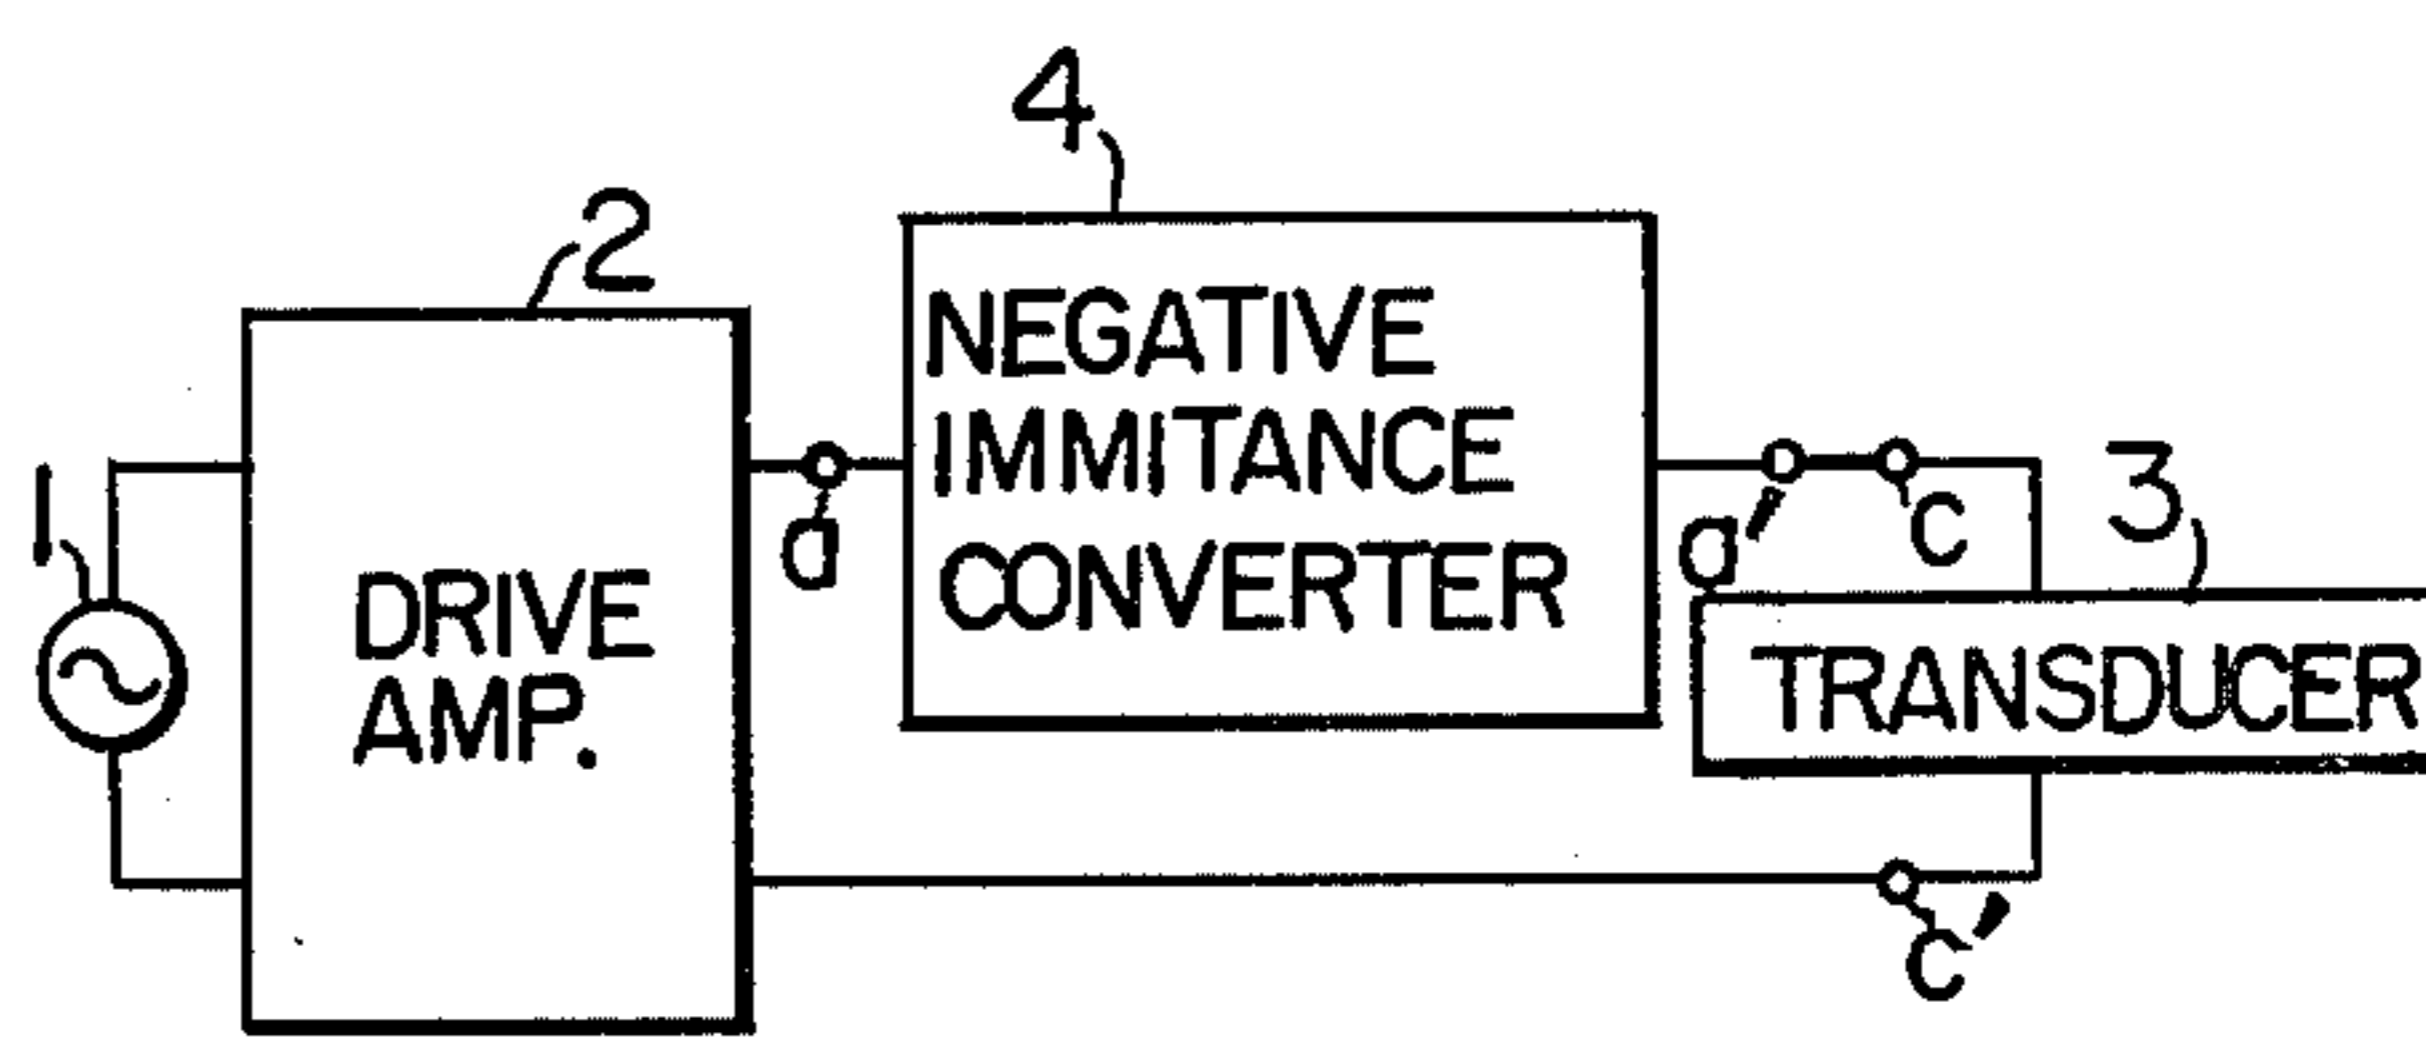 4
2
NEGATIVE
IMMITANCE
CONVERTER
1
a
a'
c
3
DRIVE
AMP.
TRANSDUCER
c'